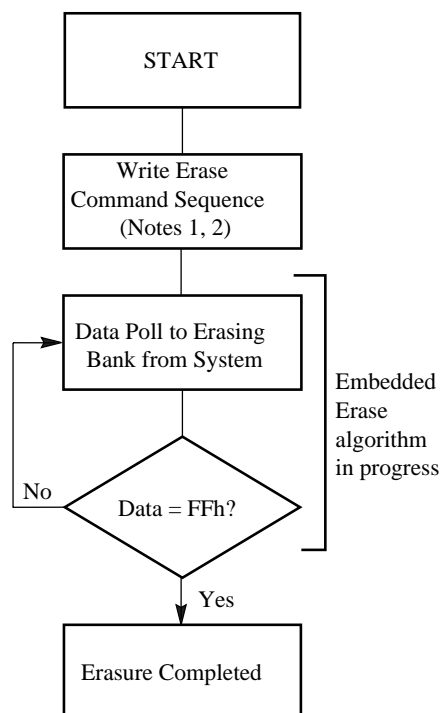 START
Write Erase
Command Sequence
(Notes 1, 2)
Data Poll to Erasing
Bank from System
Embedded
Erase
algorithm
in progress
No
Data = FFh?
Yes
Erasure Completed